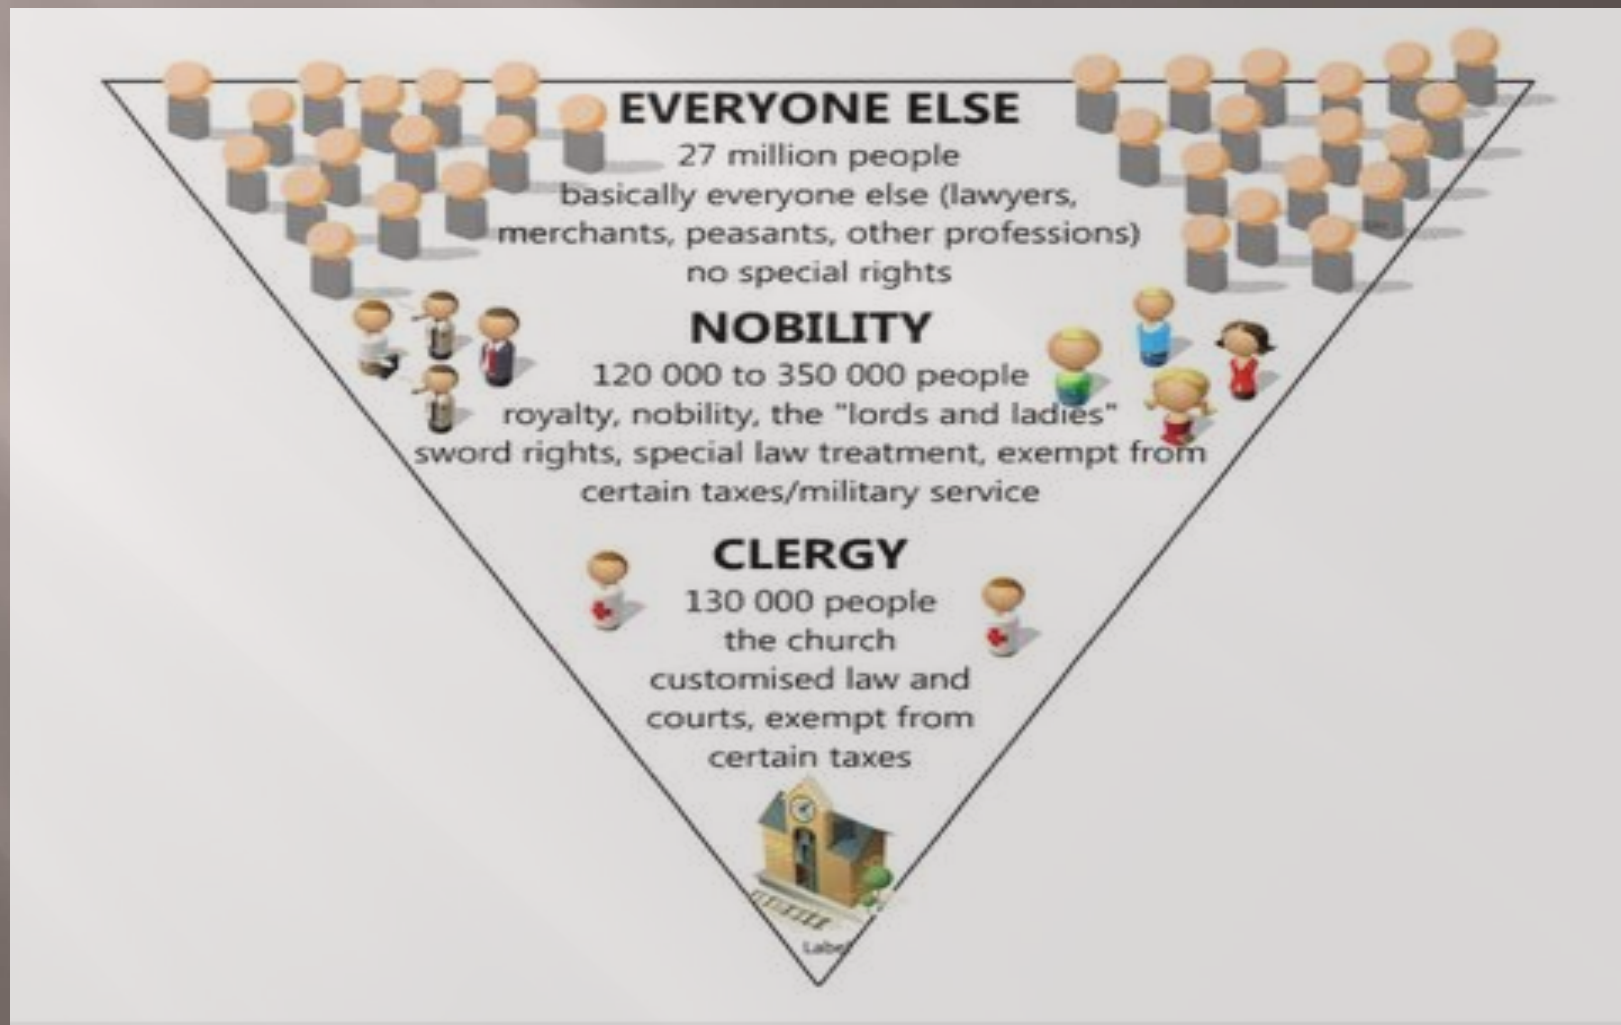 EVERYONE ELSE
27 million people
basically everyone else (lawyers,
merchants, peasants, other professions)
no special rights
NOBILITY
120 000 to 350 000 people
royalty, nobility, the "lords and ladies"
sword rights, special law treatment, exempt from
certain taxes/military service
CLERGY
130 000 people
the church
customised law and
courts, exempt from
certain taxes
Label